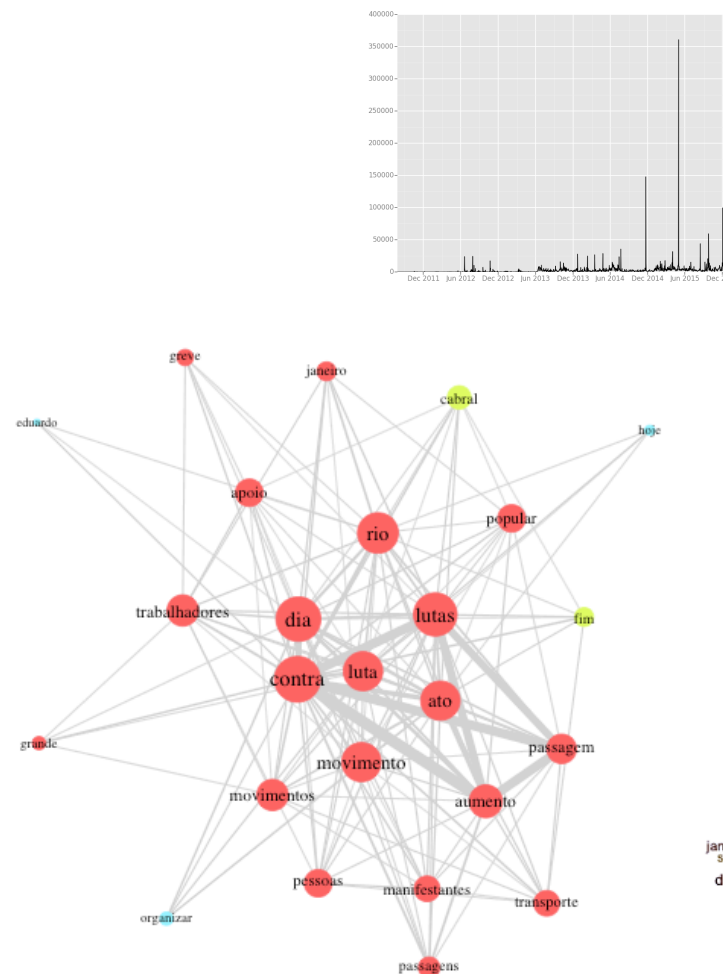 400000
350000
300000
250000
200000
150000
100000
50000
0
Dec 2011 Jun 2012 Dec 2012 Jun 2013 Dec 2013 Jun 2014 Dec 2014 Jun 2015
greve
janeiro
cabral
eduardo
hoje
apoio
popular
rio
trabalhadores
dia
lutas
fim
contra
luta
ato
grande
passagem
movimento
movimentos
aumento
jan
s
d
pessoas
manifestantes
transporte
organizar
passagens